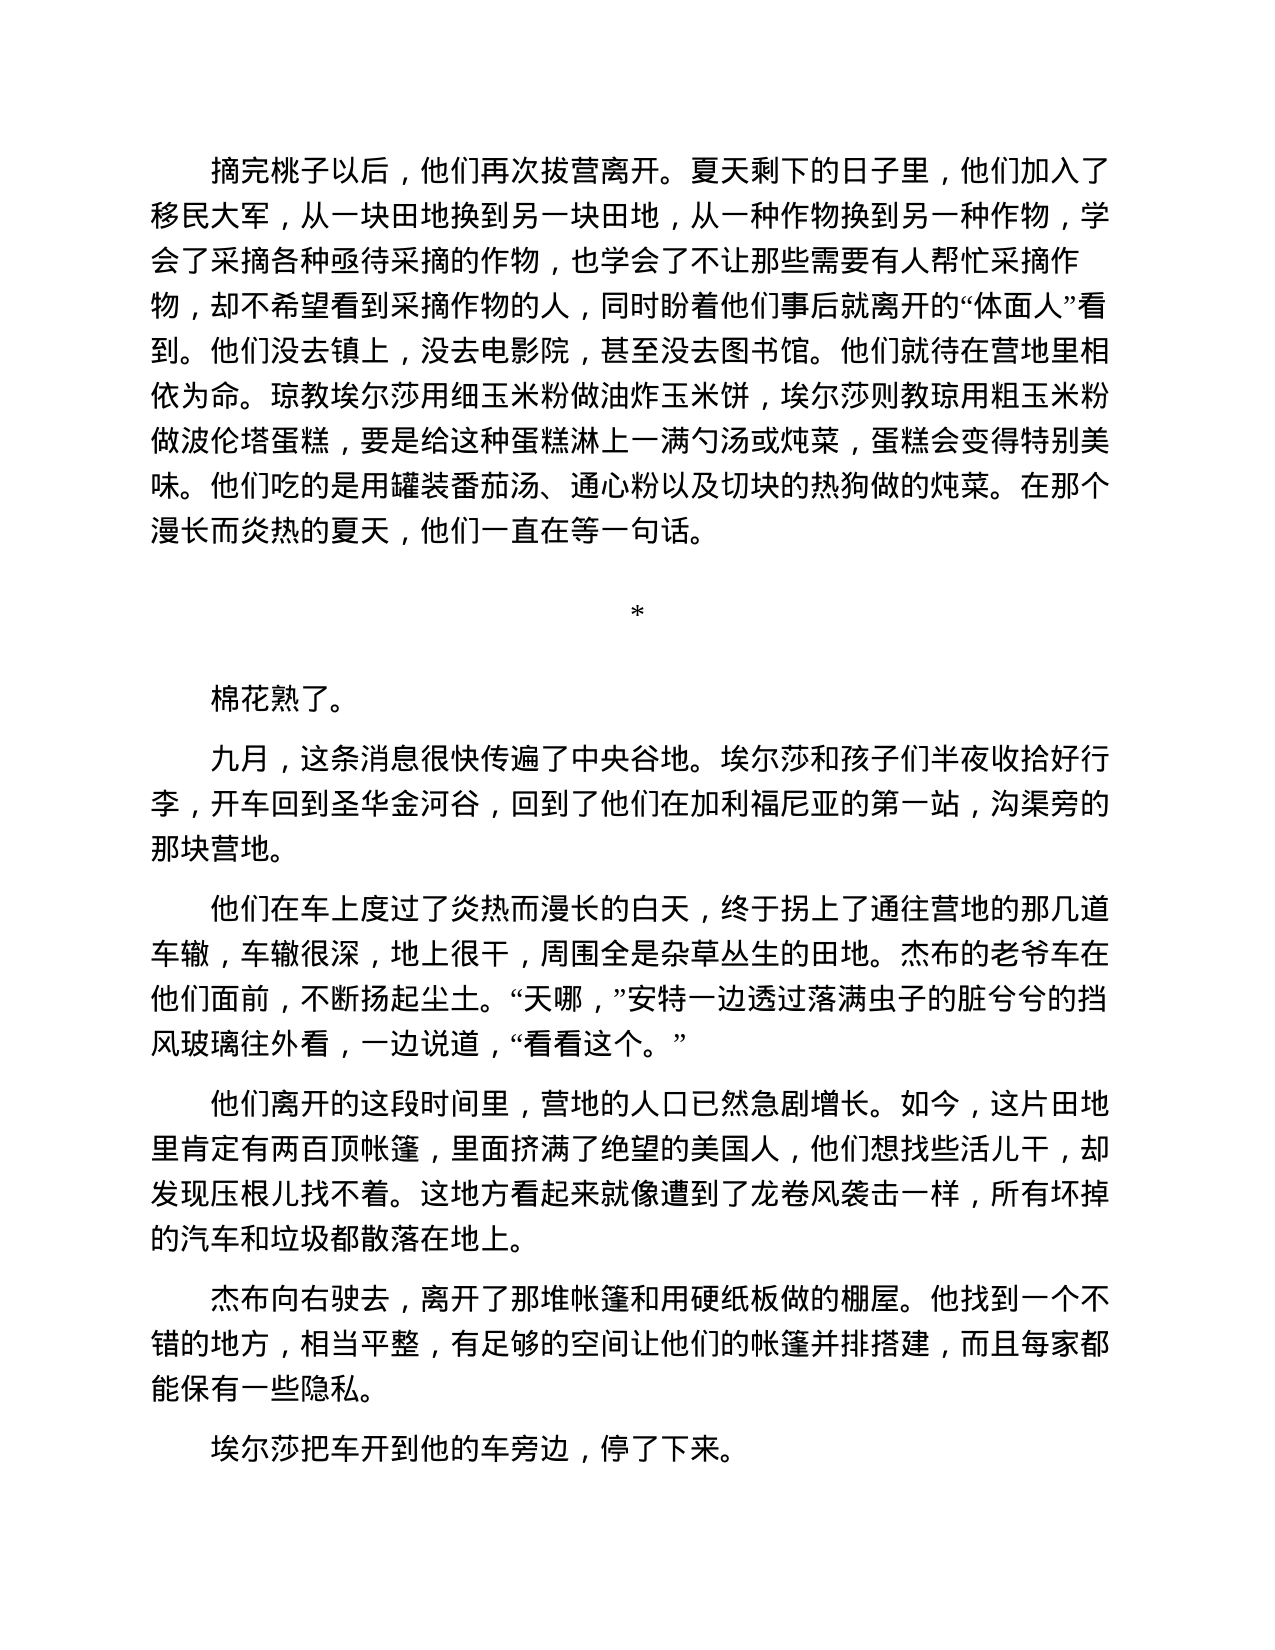 摘完桃子以后，他们再次拔营离开。夏天剩下的日子里，他们加入了
移民大军，从一块田地换到另一块田地，从一种作物换到另一种作物，学
会了采摘各种亟待采摘的作物，也学会了不让那些需要有人帮忙采摘作
物，却不希望看到采摘作物的人，同时盼着他们事后就离开的“体面人”看
到。他们没去镇上，没去电影院，甚至没去图书馆。他们就待在营地里相
依为命。琼教埃尔莎用细玉米粉做油炸玉米饼，埃尔莎则教琼用粗玉米粉
做波伦塔蛋糕，要是给这种蛋糕淋上一满勺汤或炖菜，蛋糕会变得特别美
味。他们吃的是用罐装番茄汤、通心粉以及切块的热狗做的炖菜。在那个
漫长而炎热的夏天，他们一直在等一句话。
*
棉花熟了。
九月，这条消息很快传遍了中央谷地。埃尔莎和孩子们半夜收拾好行
李，开车回到圣华金河谷，回到了他们在加利福尼亚的第一站，沟渠旁的
那块营地。
他们在车上度过了炎热而漫长的白天，终于拐上了通往营地的那几道
车辙，车辙很深，地上很干，周围全是杂草丛生的田地。杰布的老爷车在
他们面前，不断扬起尘土。“天哪，”安特一边透过落满虫子的脏兮兮的挡
风玻璃往外看，一边说道，“看看这个。”
他们离开的这段时间里，营地的人口已然急剧增长。如今，这片田地
里肯定有两百顶帐篷，里面挤满了绝望的美国人，他们想找些活儿干，却
发现压根儿找不着。这地方看起来就像遭到了龙卷风袭击一样，所有坏掉
的汽车和垃圾都散落在地上。
杰布向右驶去，离开了那堆帐篷和用硬纸板做的棚屋。他找到一个不
错的地方，相当平整，有足够的空间让他们的帐篷并排搭建，而且每家都
能保有一些隐私。
埃尔莎把车开到他的车旁边，停了下来。